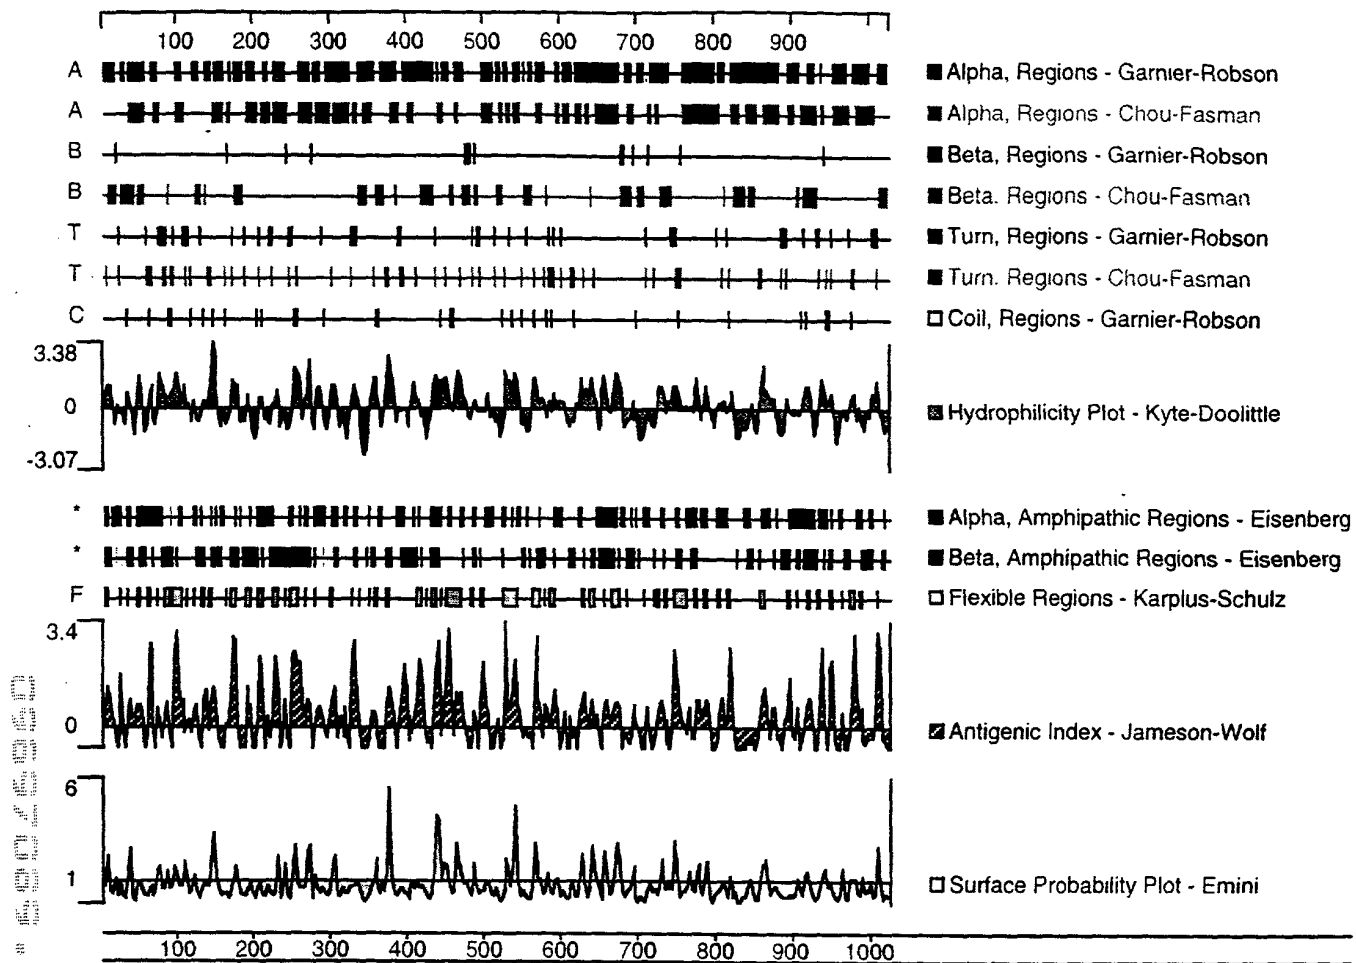 100 200 300 400 500 600 700 800 900
A Alpha, Regions - Garnier-Robson
A Alpha, Regions - Chou-Fasman
B Beta, Regions - Garnier-Robson
B Beta. Regions - Chou-Fasman
T Turn, Regions - Garnier-Robson
T Turn. Regions - Chou-Fasman
C Coil, Regions - Garnier-Robson
3.38
0
Hydrophilicity Plot - Kyte-Doolittle
-3.07
* Alpha, Amphipathic Regions - Eisenberg
* Beta, Amphipathic Regions - Eisenberg
F Flexible Regions - Karplus-Schulz
3.4
0
Antigenic Index - Jameson-Wolf
6
1
Surface Probability Plot - Emini
100 200 300 400 500 600 700 800 900 1000